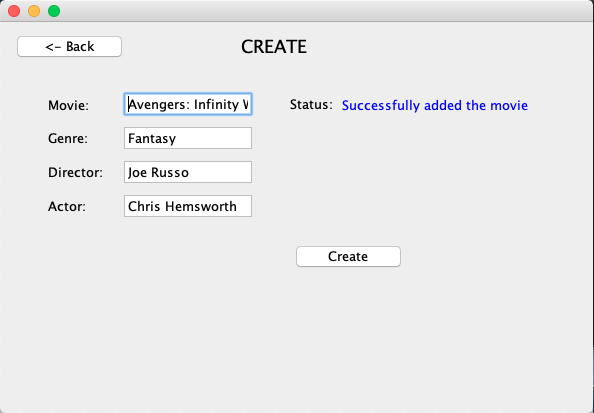 <- Back
CREATE
Movie: Avengers: Infinity Status: Successfully added the movie
Genre: Fantasy
Director: Joe Russo
Actor: Chris Hemsworth
Create